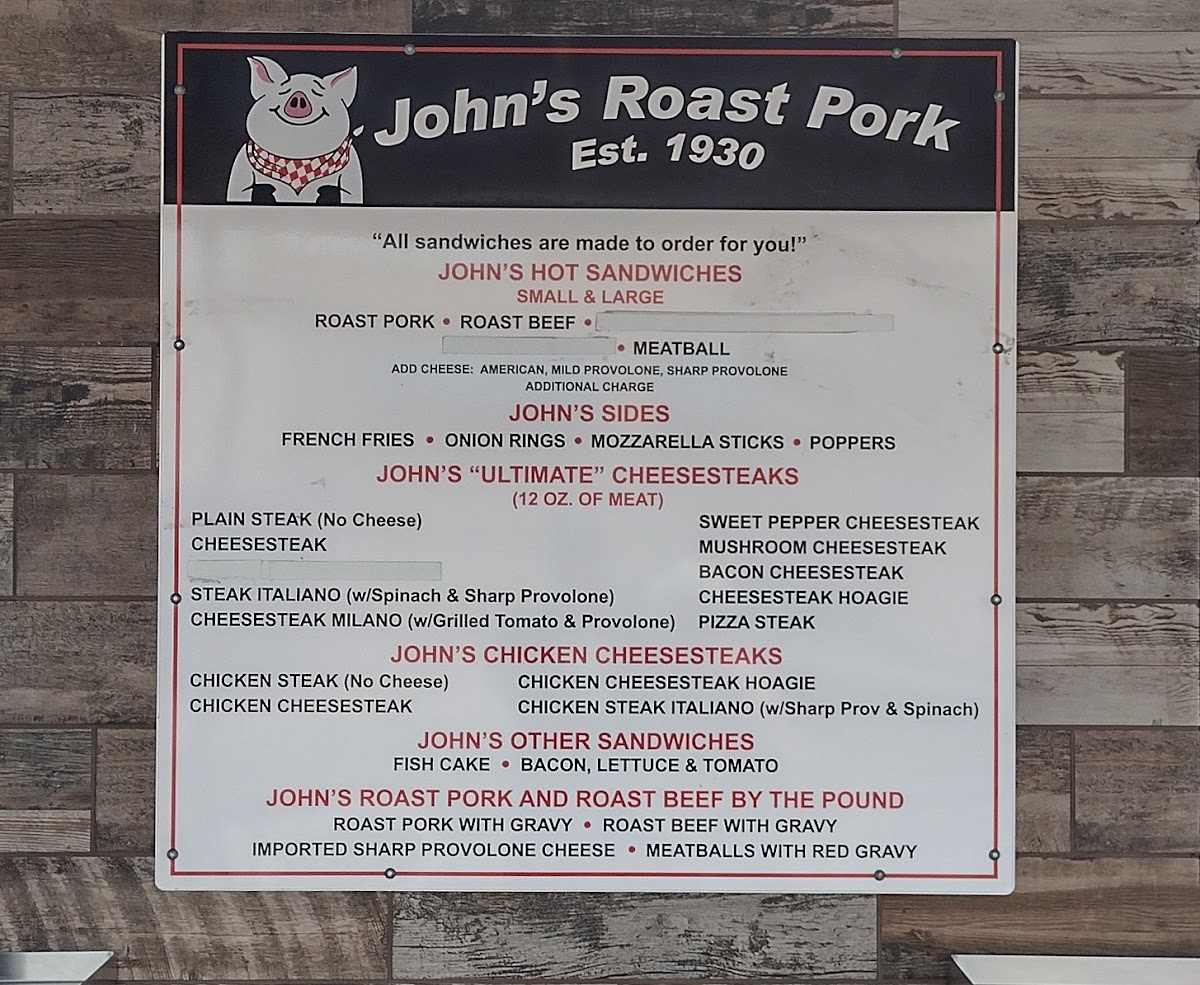 John's Roast Pork
Est. 1930
"All sandwiches are made to order for you!"
JOHN'S HOT SANDWICHES
SMALL & LARGE
ROAST PORK • ROAST BEEF •
• MEATBALL
ADD CHEESE: AMERICAN, MILD PROVOLONE, SHARP PROVOLONE
ADDITIONAL CHARGE
JOHN'S SIDES
FRENCH FRIES • ONION RINGS • MOZZARELLA STICKS • POPPERS
JOHN'S "ULTIMATE" CHEESESTEAKS
(12 OZ. OF MEAT)
PLAIN STEAK (No Cheese)
CHEESESTEAK
STEAK ITALIANO (w/Spinach & Sharp Provolone)
CHEESESTEAK MILANO (w/Grilled Tomato & Provolone)
SWEET PEPPER CHEESESTEAK
MUSHROOM CHEESESTEAK
BACON CHEESESTEAK
CHEESESTEAK HOAGIE
PIZZA STEAK
JOHN'S CHICKEN CHEESESTEAKS
CHICKEN STEAK (No Cheese)
CHICKEN CHEESESTEAK
CHICKEN CHEESESTEAK HOAGIE
CHICKEN STEAK ITALIANO (w/Sharp Prov & Spinach)
JOHN'S OTHER SANDWICHES
FISH CAKE • BACON, LETTUCE & TOMATO
JOHN'S ROAST PORK AND ROAST BEEF BY THE POUND
ROAST PORK WITH GRAVY • ROAST BEEF WITH GRAVY
IMPORTED SHARP PROVOLONE CHEESE • MEATBALLS WITH RED GRAVY